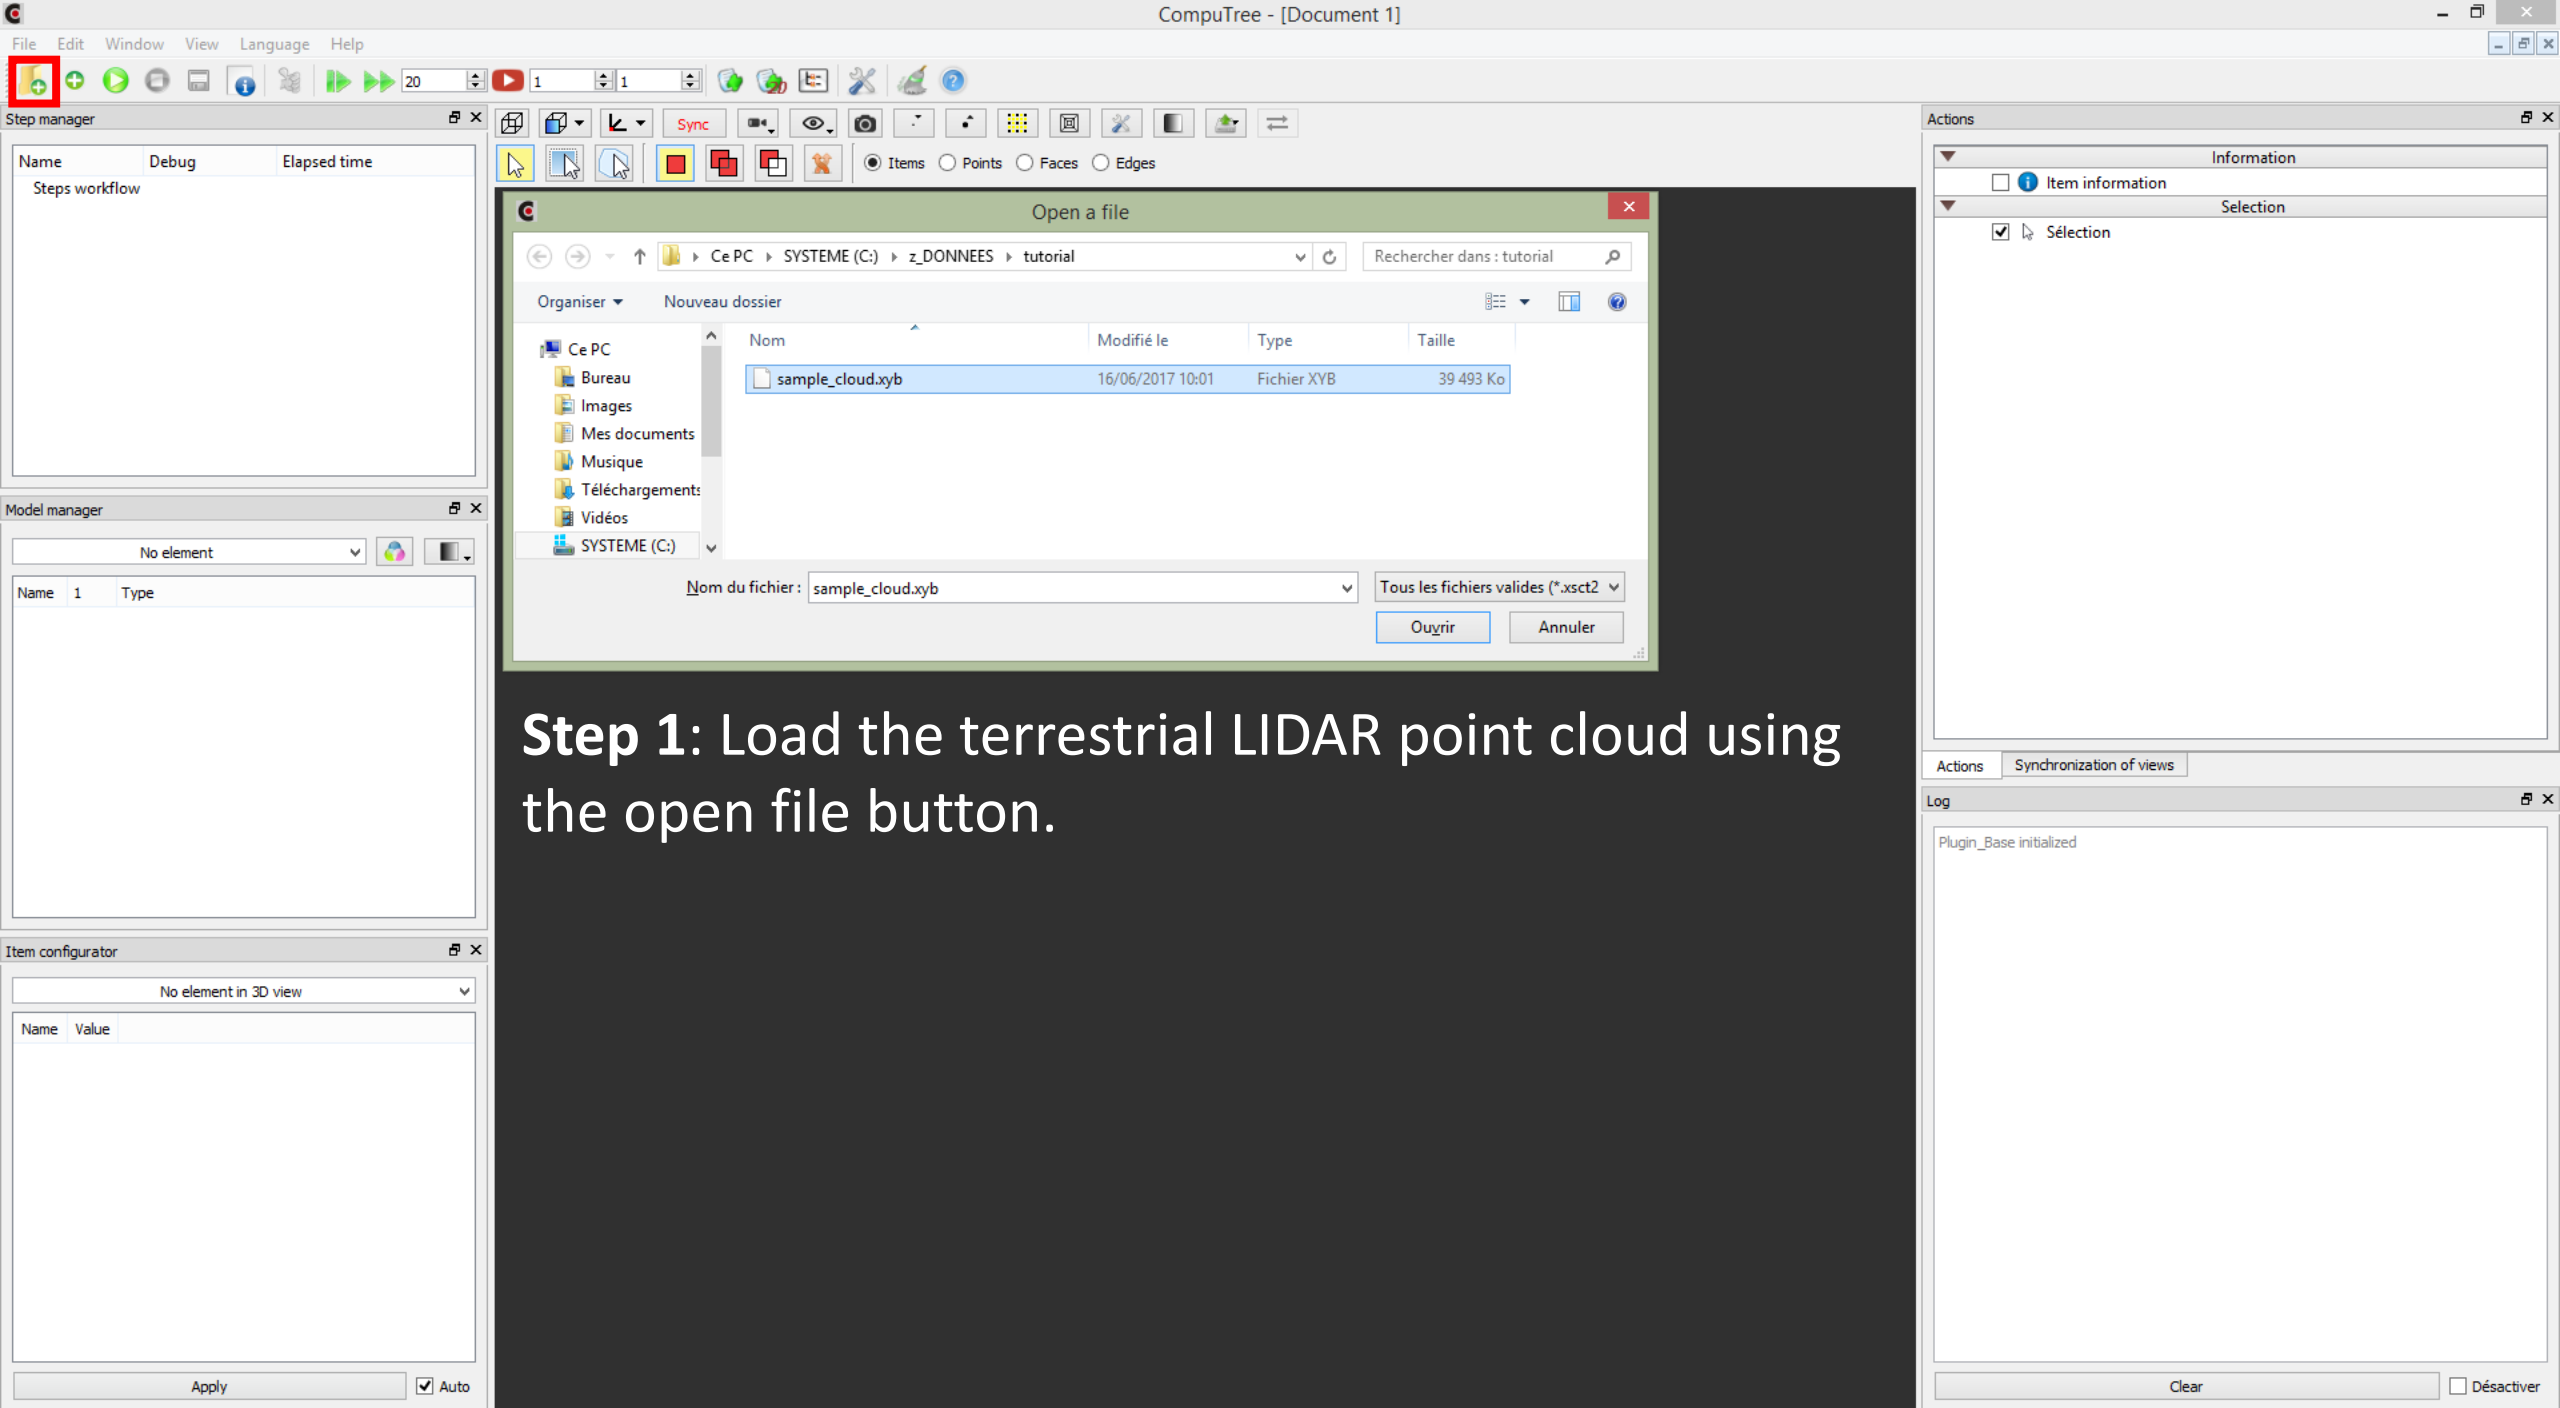 CompuTree - [Document 1]
File Edit Window View Language Help
20 1 1
Step manager
Name Debug Elapsed time
Steps workflow
Sync
Items Points Faces Edges
Open a file
Ce PC SYSTEME (C:) z_DONNEES tutorial
Rechercher dans : tutorial
Organiser Nouveau dossier
Nom Modifié le Type Taille
sample_cloud.xyb 16/06/2017 10:01 Fichier XYB 39 493 Ko
Ce PC
Bureau
Images
Mes documents
Musique
Téléchargements
Vidéos
SYSTEME (C:)
Nom du fichier : sample_cloud.xyb Tous les fichiers valides (*.xsct2
Ouvrir Annuler
Step 1: Load the terrestrial LIDAR point cloud using
the open file button.
Model manager
No element
Name 1 Type
Item configurator
No element in 3D view
Name Value
Apply Auto
Actions
Information
Item information
Selection
Sélection
Actions Synchronization of views
Log
Plugin_Base initialized
Clear Désactiver